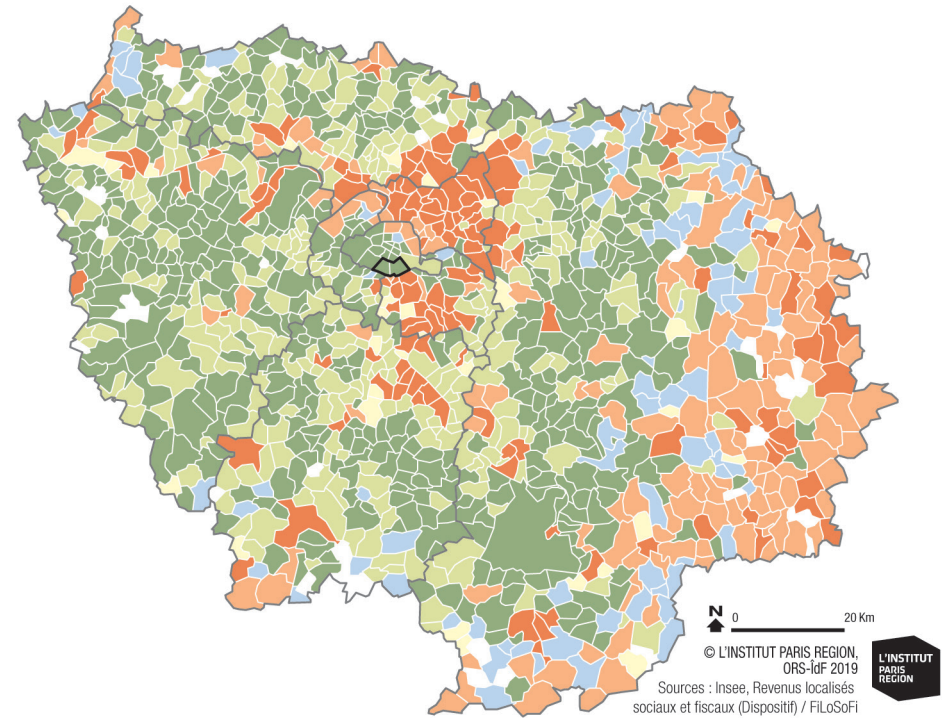 N
0 20 Km
© L'INSTITUT PARIS REGION,
ORS-ÎdF 2019
Sources : Insee, Revenus localisés
sociaux et fiscaux (Dispositif) / FiLoSoFi
L'INSTITUT
PARIS
REGION